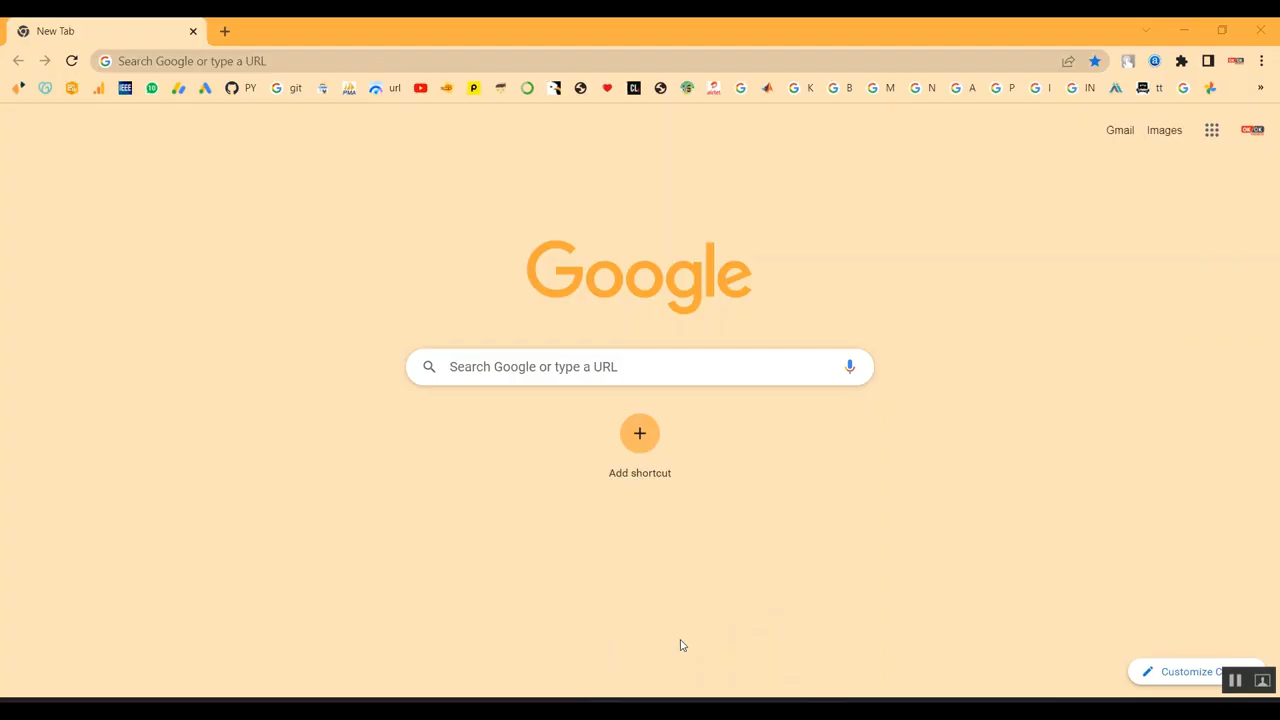 New Tab
Search Google or type a URL
PY
git
url
K
B
M
N
A
P
I
IN
tt
Gmail
Images
Google
Search Google or type a URL
Add shortcut
Customize C